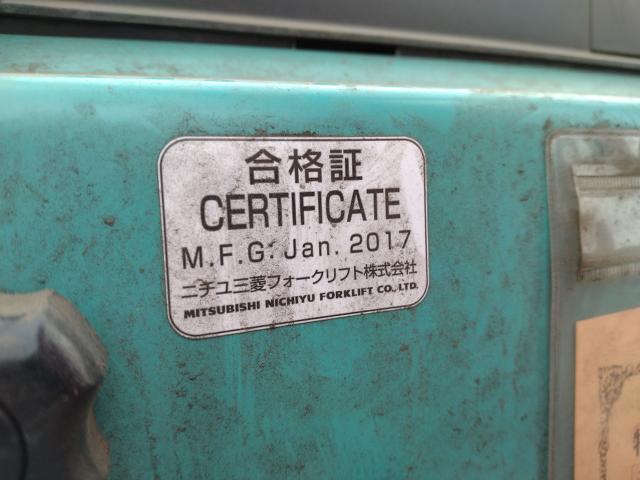 合格証
CERTIFICATE
M.F.G. Jan. 2017
ニチユ三菱フォークリフト株式会社
MITSUBISHI NICHIYU FORKLIFT CO., LTD.